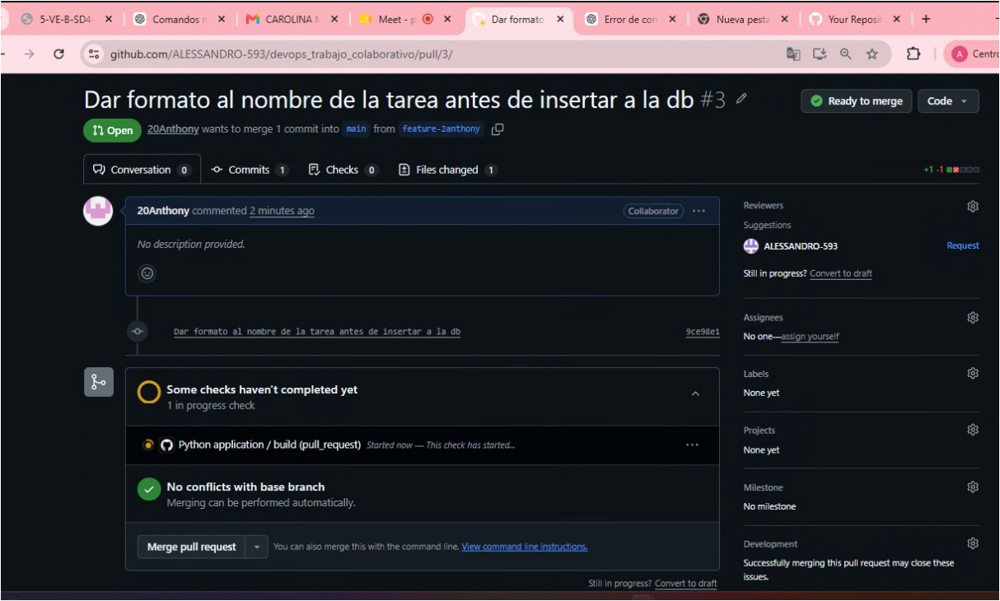 5-VE-B-SD4-
Comandos
CAROLINA
Meet - p
Dar formato
Error de con
Nueva pesta
Your Reposit
github.com/ALESSANDRO-593/devops_trabajo_colaborativo/pull/3/
A Centro
Dar formato al nombre de la tarea antes de insertar a la db #3
Ready to merge
Code
Open
20Anthony wants to merge 1 commit into main from feature-2anthony
Conversation 0
Commits 1
Checks 0
Files changed 1
+1 -1
20Anthony commented 2 minutes ago
Collaborator
No description provided.
Dar formato al nombre de la tarea antes de insertar a la db
9ce98e1
Some checks haven't completed yet
1 in progress check
Python application / build (pull_request) Started now — This check has started...
No conflicts with base branch
Merging can be performed automatically.
Merge pull request
You can also merge this with the command line. View command line instructions.
Still in progress? Convert to draft
Reviewers
Suggestions
ALESSANDRO-593
Request
Still in progress? Convert to draft
Assignees
No one—assign yourself
Labels
None yet
Projects
None yet
Milestone
No milestone
Development
Successfully merging this pull request may close these
issues.